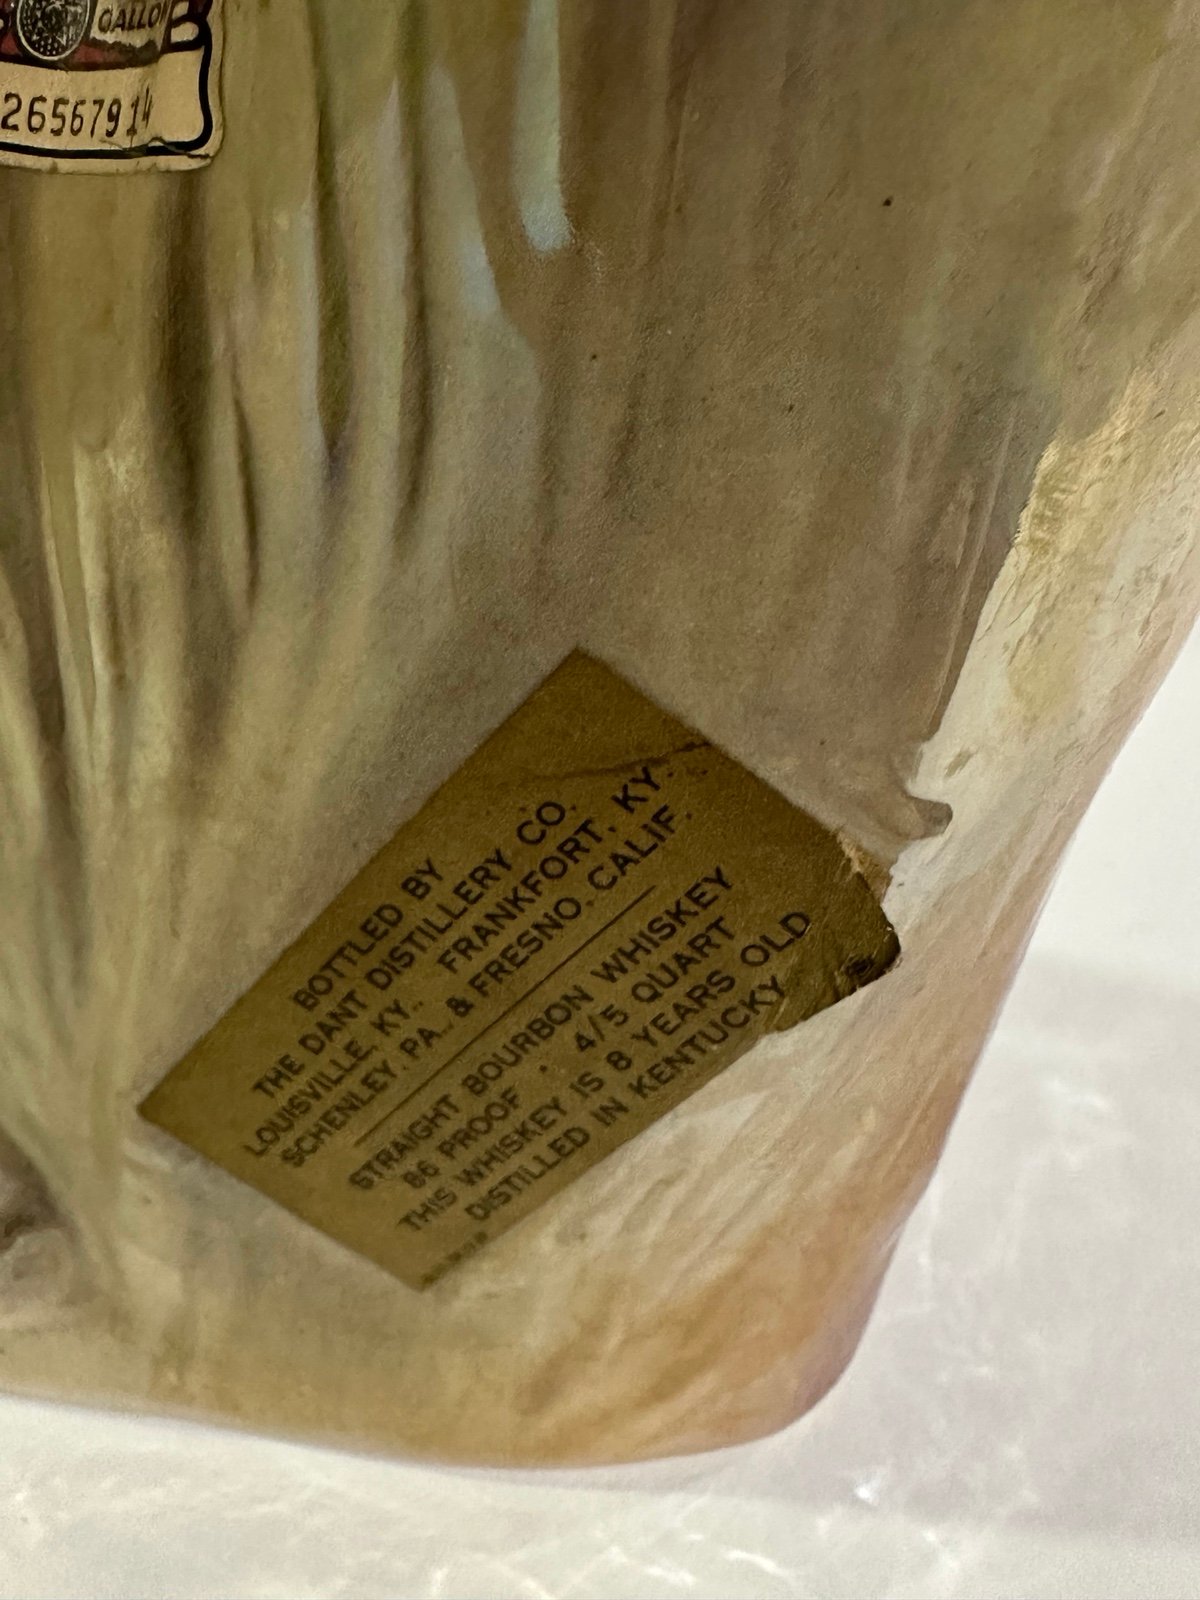 GALLON
26567914
BOTTLED BY
THE DANT DISTILLERY CO.
LOUISVILLE, KY., FRANKFORT, KY.
SCHENLEY, PA. & FRESNO, CALIF.
STRAIGHT BOURBON WHISKEY
86 PROOF · 4/5 QUART
THIS WHISKEY IS 8 YEARS OLD
DISTILLED IN KENTUCKY